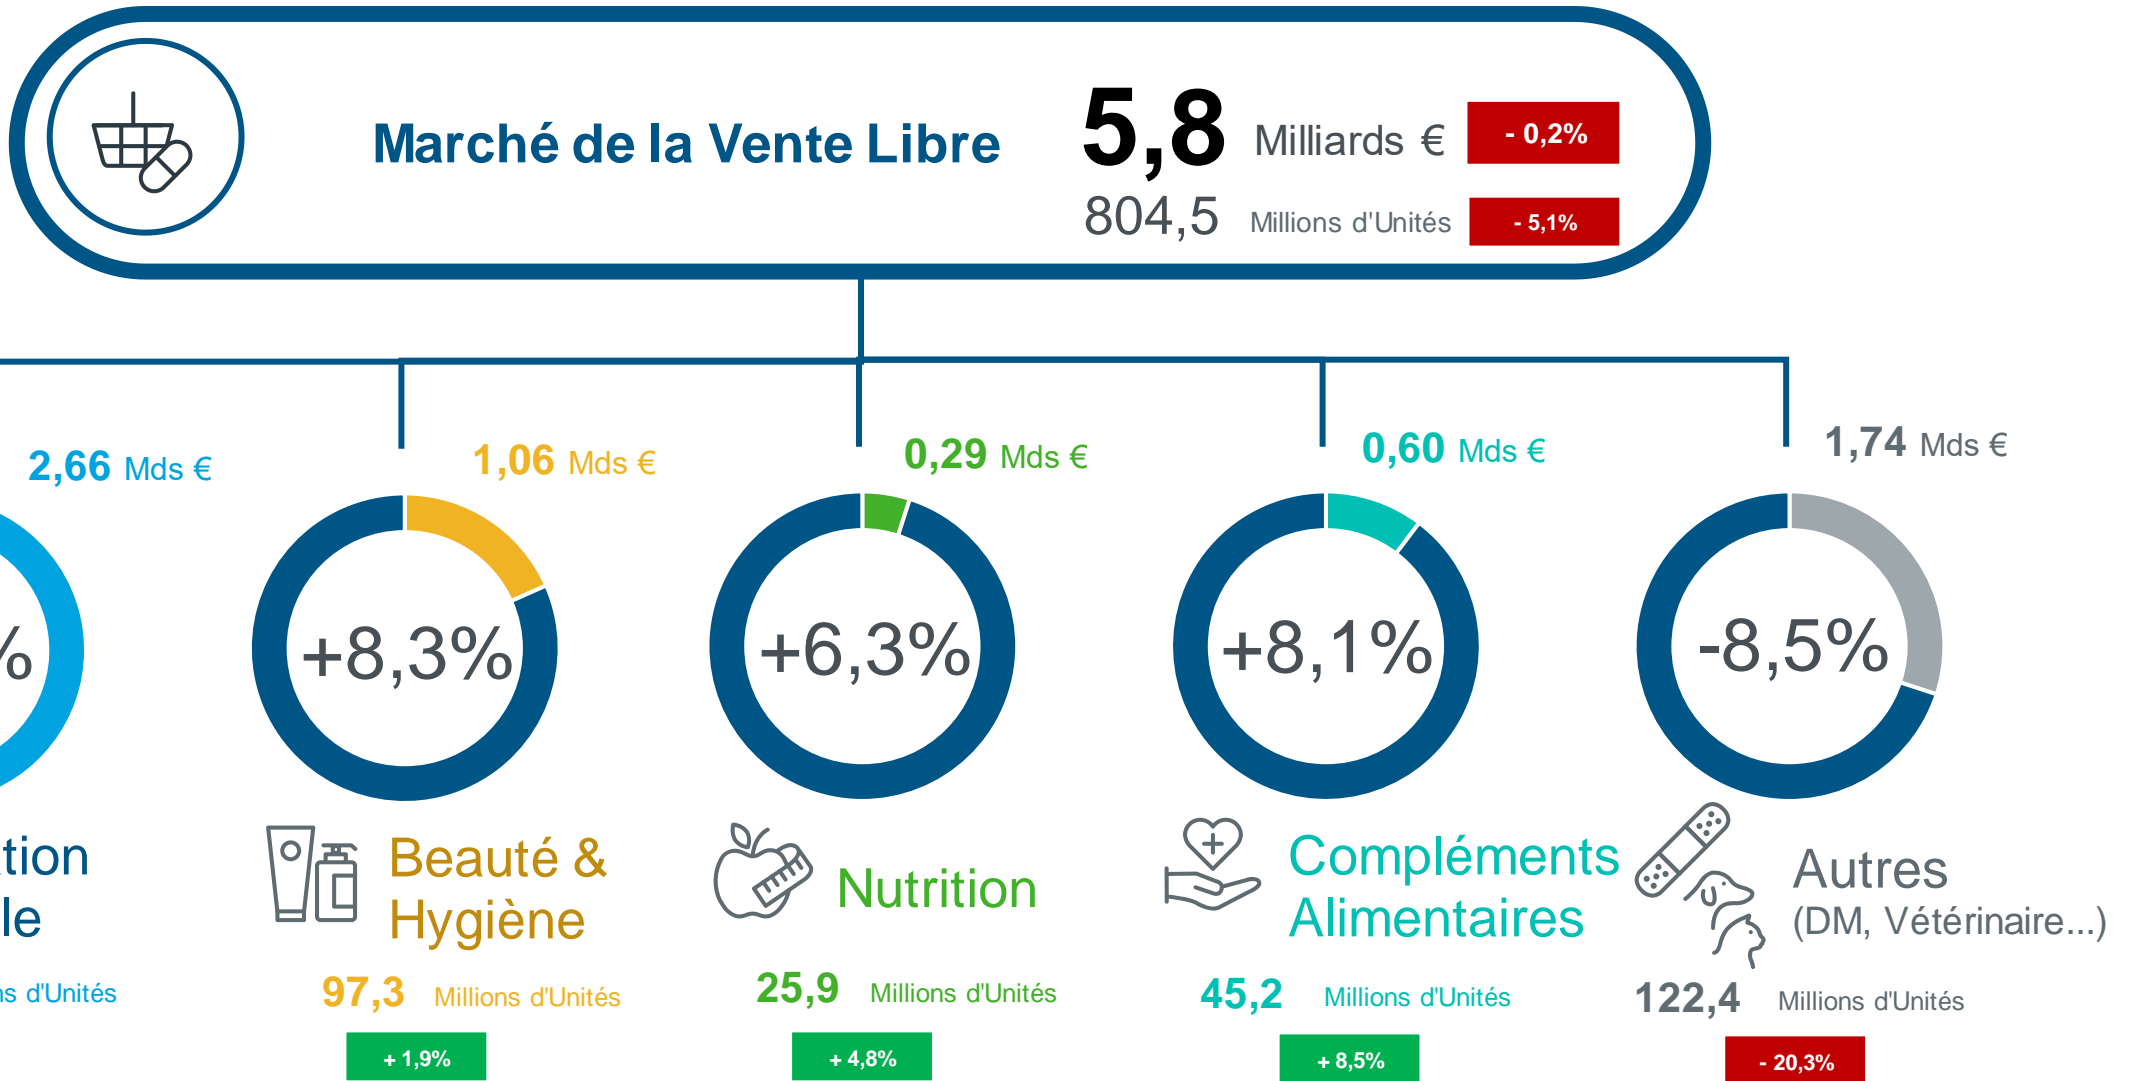 Marché de la Vente Libre
5,8 Milliards € - 0,2%
804,5 Millions d'Unités - 5,1%
2,66 Mds €
1,06 Mds €
0,29 Mds €
0,60 Mds €
1,74 Mds €
%
+8,3%
+6,3%
+8,1%
-8,5%
Beauté &
Hygiène
Nutrition
Compléments
Alimentaires
Autres
(DM, Vétérinaire...)
d'Unités
97,3 Millions d'Unités
25,9 Millions d'Unités
45,2 Millions d'Unités
122,4 Millions d'Unités
+ 1,9%
+ 4,8%
+ 8,5%
- 20,3%